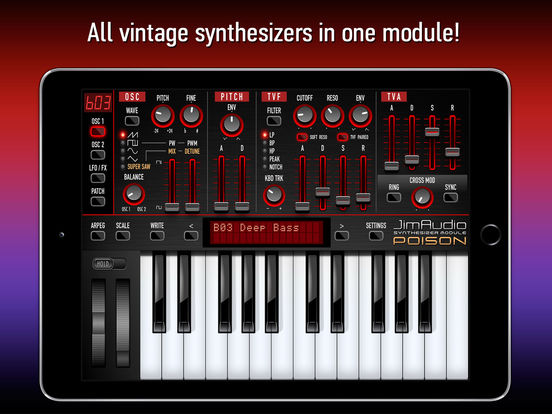 All vintage synthesizers in one module!
b03
OSC
PITCH
FINE
PITCH
TVF
CUTOFF
RESO
ENV
TVA
WAVE
-24 +24
ENV
FILTER
A D S R
OSC 1
PW PWM
MIX DETUNE
A D
LP
BP
HP
PEAK
NOTCH
SOFT RESO
TVF PAIRED
A D S R
OSC 2
SUPER SAW
LFO / FX
BALANCE
KBD TRK
CROSS MOD
PATCH
OSC 1 OSC 2
RING
SYNC
ARPEG
SCALE
WRITE
<
B03 Deep Bass
>
SETTINGS
JimAudio
SYNTHESIZER MODULE
POISON
HOLD